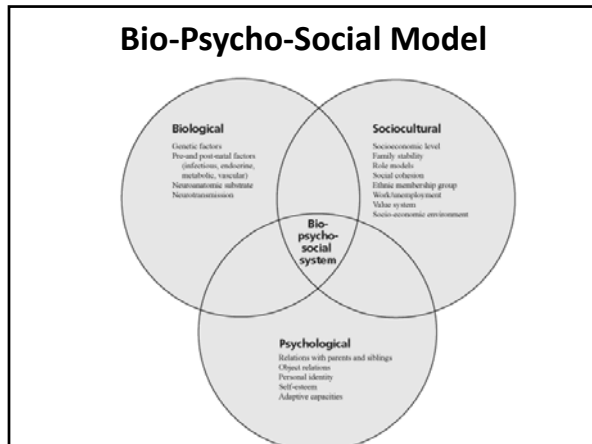 Bio-Psycho-Social Model
Biological
Genetic factors
Pre-and post-natal factors
(infectious, endocrine,
metabolic, vascular)
Neuroanatomic substrate
Neurotransmission
Sociocultural
Socioeconomic level
Family stability
Role models
Social cohesion
Ethnic membership group
Work/unemployment
Value system
Socio-economic environment
Bio-
psycho-
social
system
Psychological
Relations with parents and siblings
Object relations
Personal identity
Self-esteem
Adaptive capacities